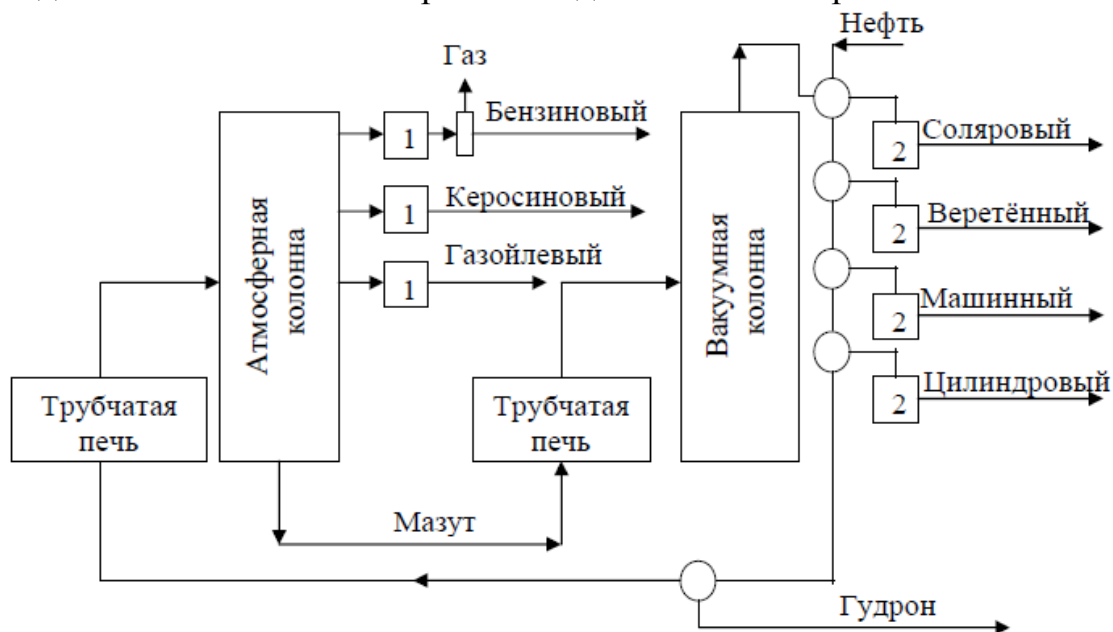 Нефть
Газ
Бензиновый
1
2
Соляровый
Керосиновый
1
2
Веретённый
Газойлевый
1
2
Машинный
Атмосферная
колонна
Вакуумная
колонна
Трубчатая
печь
Трубчатая
печь
2
Цилиндровый
Мазут
Гудрон